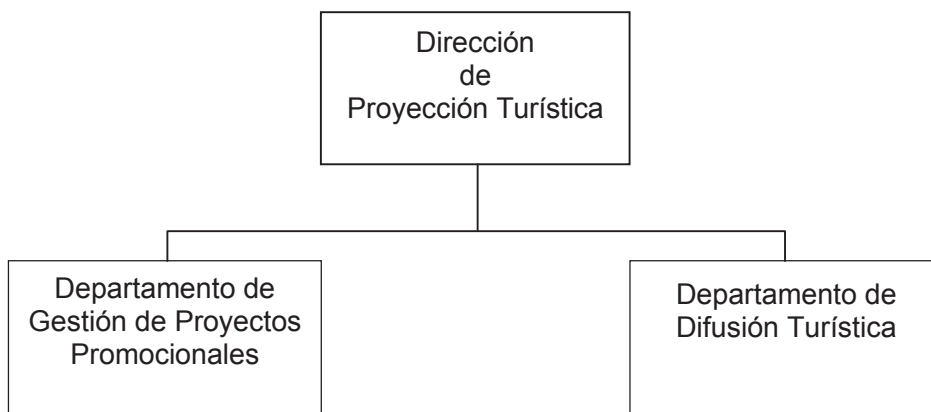 Dirección
de
Proyección Turística
Departamento de
Gestión de Proyectos
Promocionales
Departamento de
Difusión Turística